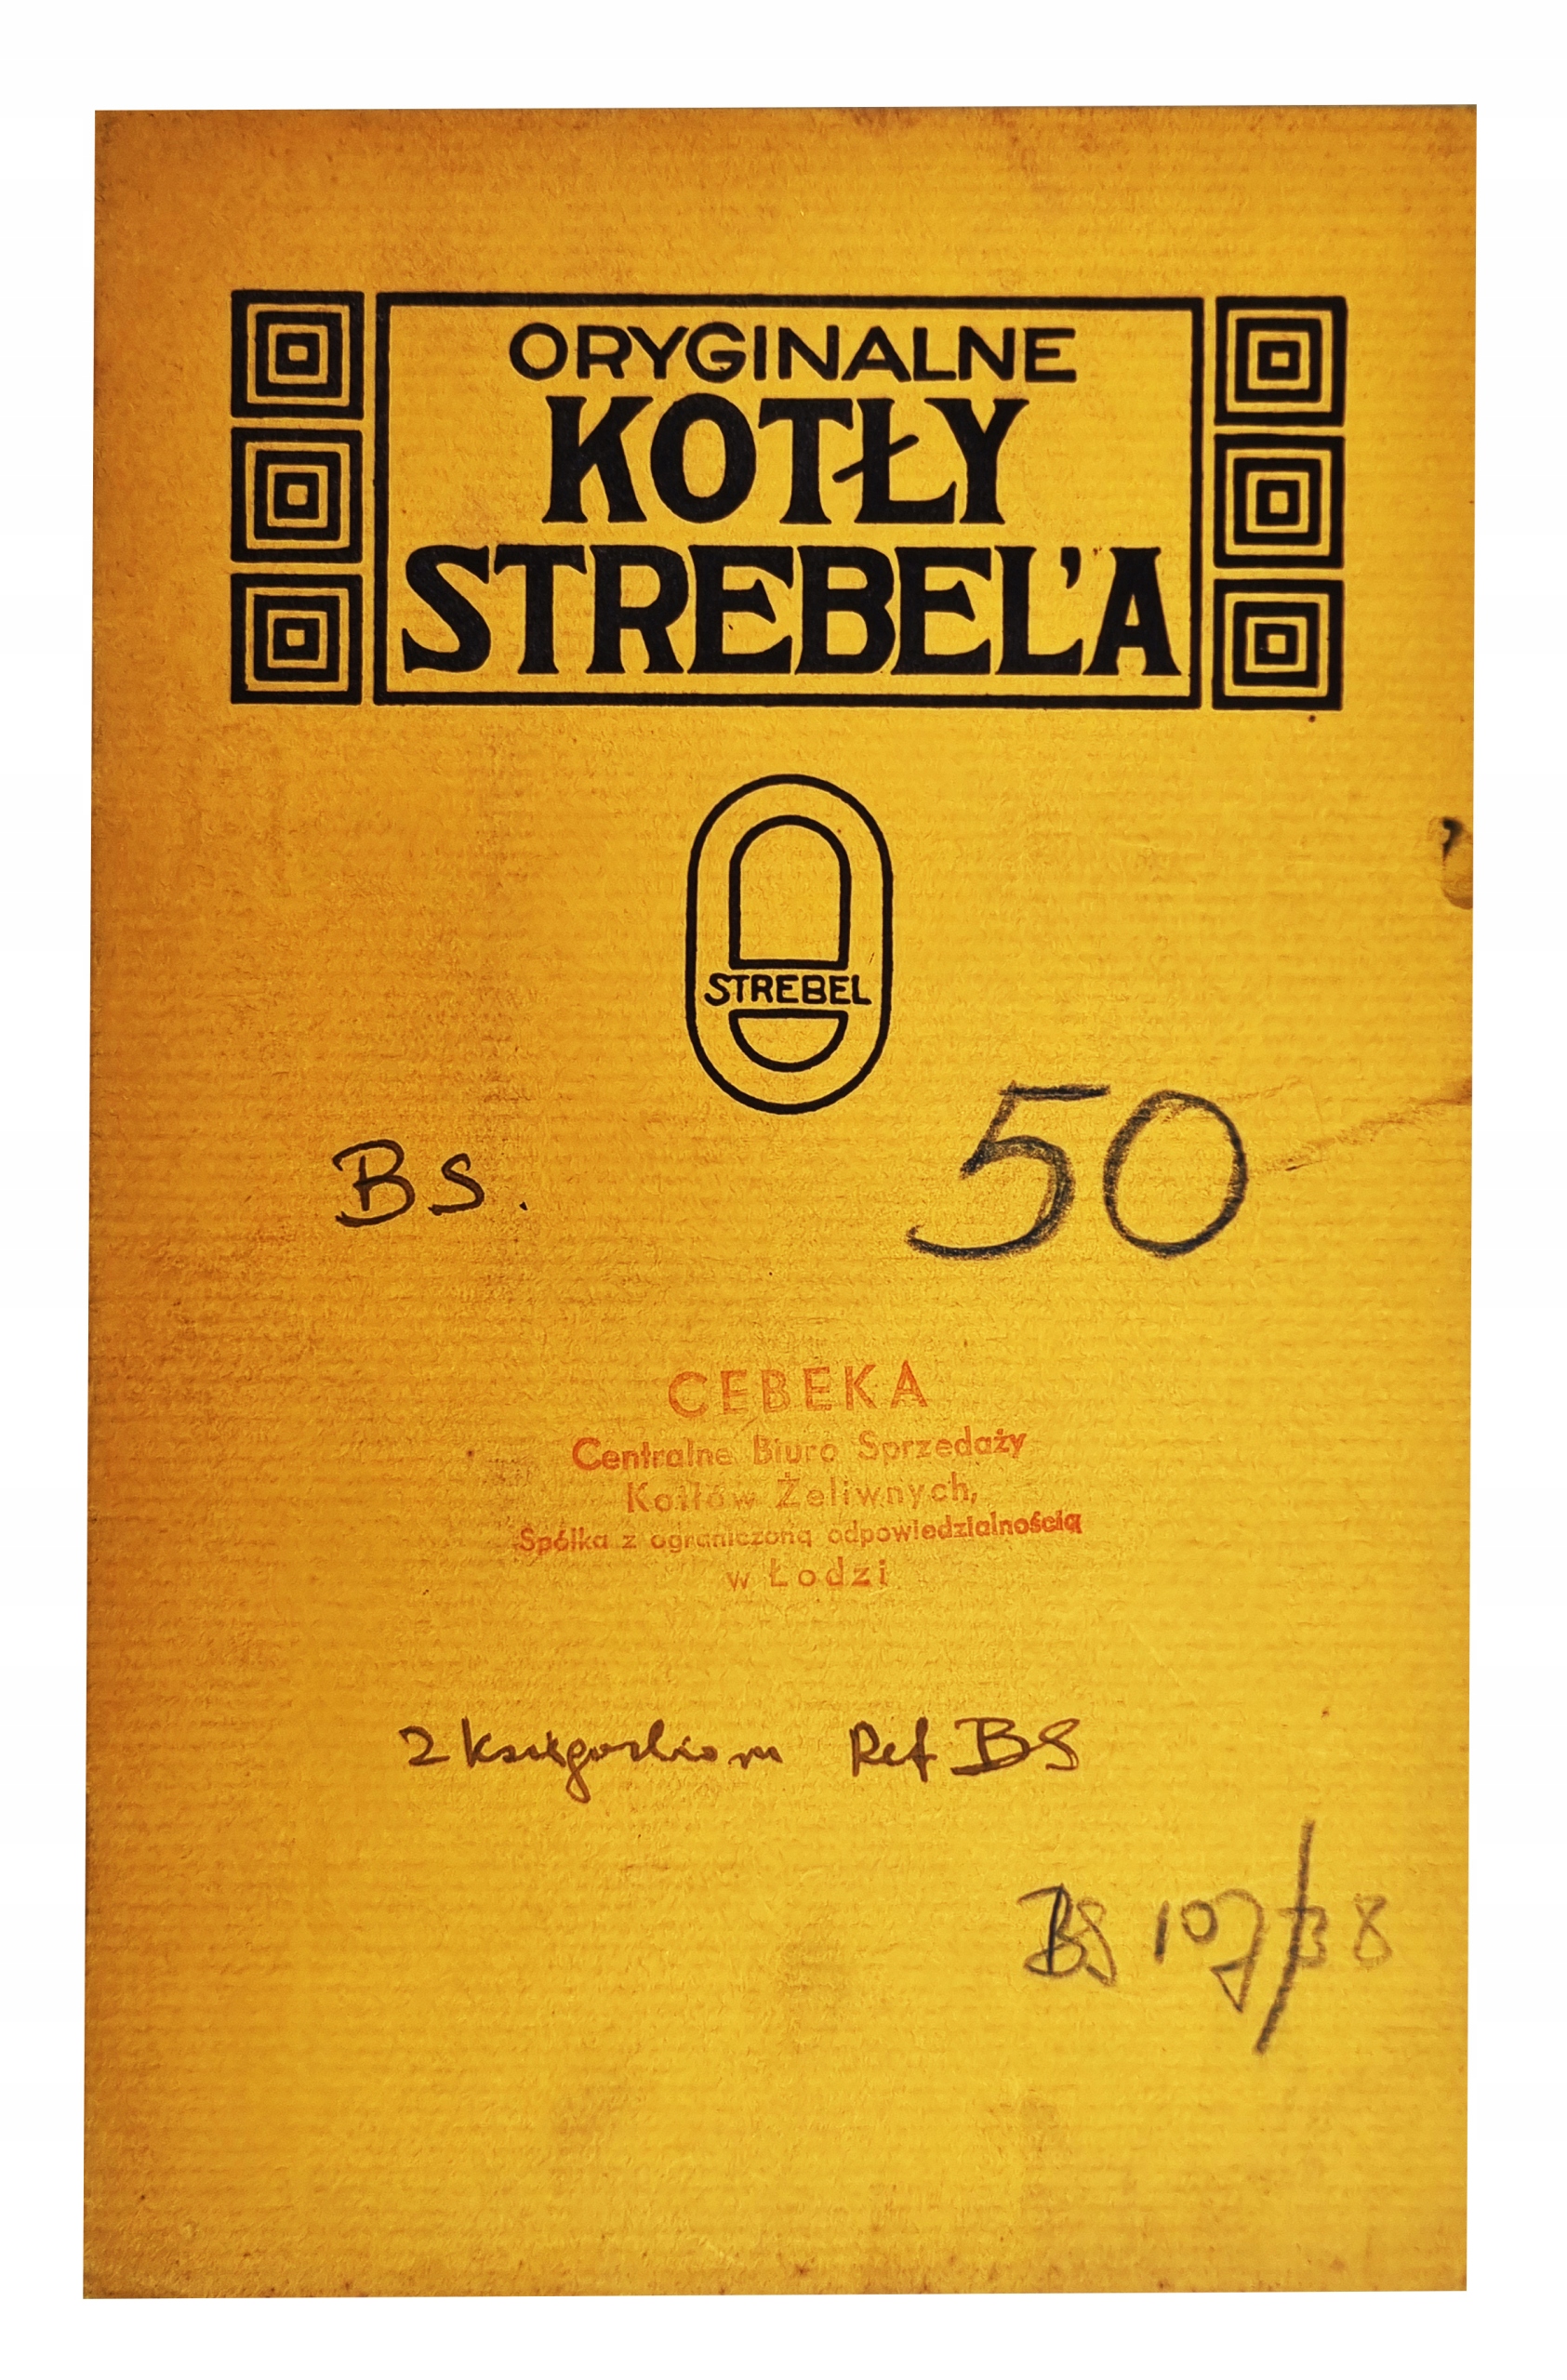 ORYGINALNE
KOTŁY
STREBEL'A
STREBEL
BS.
50
CEBEKA
Centralne Biuro Sprzedaży
Kotłów Żeliwnych,
Spółka z ograniczoną odpowiedzialnością
w Łodzi
Ref BS
BS 107/38